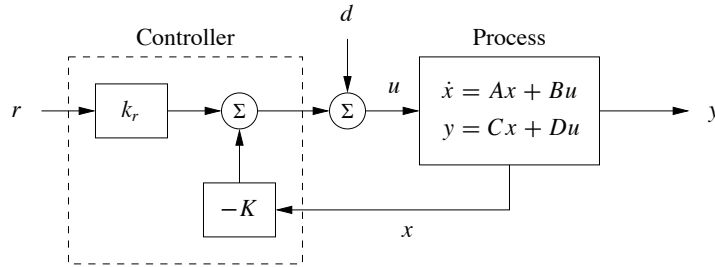 Controller
d
Process
r
k_r
Σ
Σ
u
ẋ = Ax + Bu
y = Cx + Du
y
−K
x